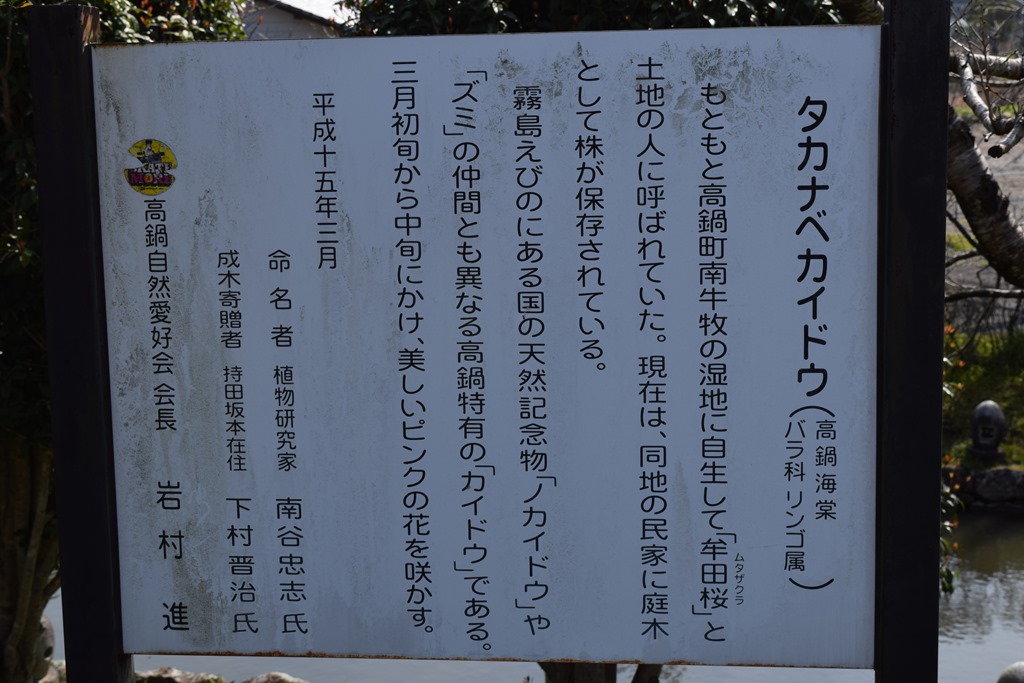 タカナベカイドウ(高鍋海棠 バラ科リンゴ属)
もともと高鍋町南牛牧の湿地に自生して「牟田桜」と
ムタザクラ
土地の人に呼ばれていた。現在は、同地の民家に庭木
として株が保存されている。
霧島えびのにある国の天然記念物「ノカイドウ」や
「ズミ」の仲間とも異なる高鍋特有の「カイドウ」である。
三月初旬から中旬にかけ、美しいピンクの花を咲かす。
平成十五年三月
命名者 植物研究家 南谷忠志氏
成木寄贈者 持田坂本在住 下村晋治氏
高鍋自然愛好会会長 岩村進